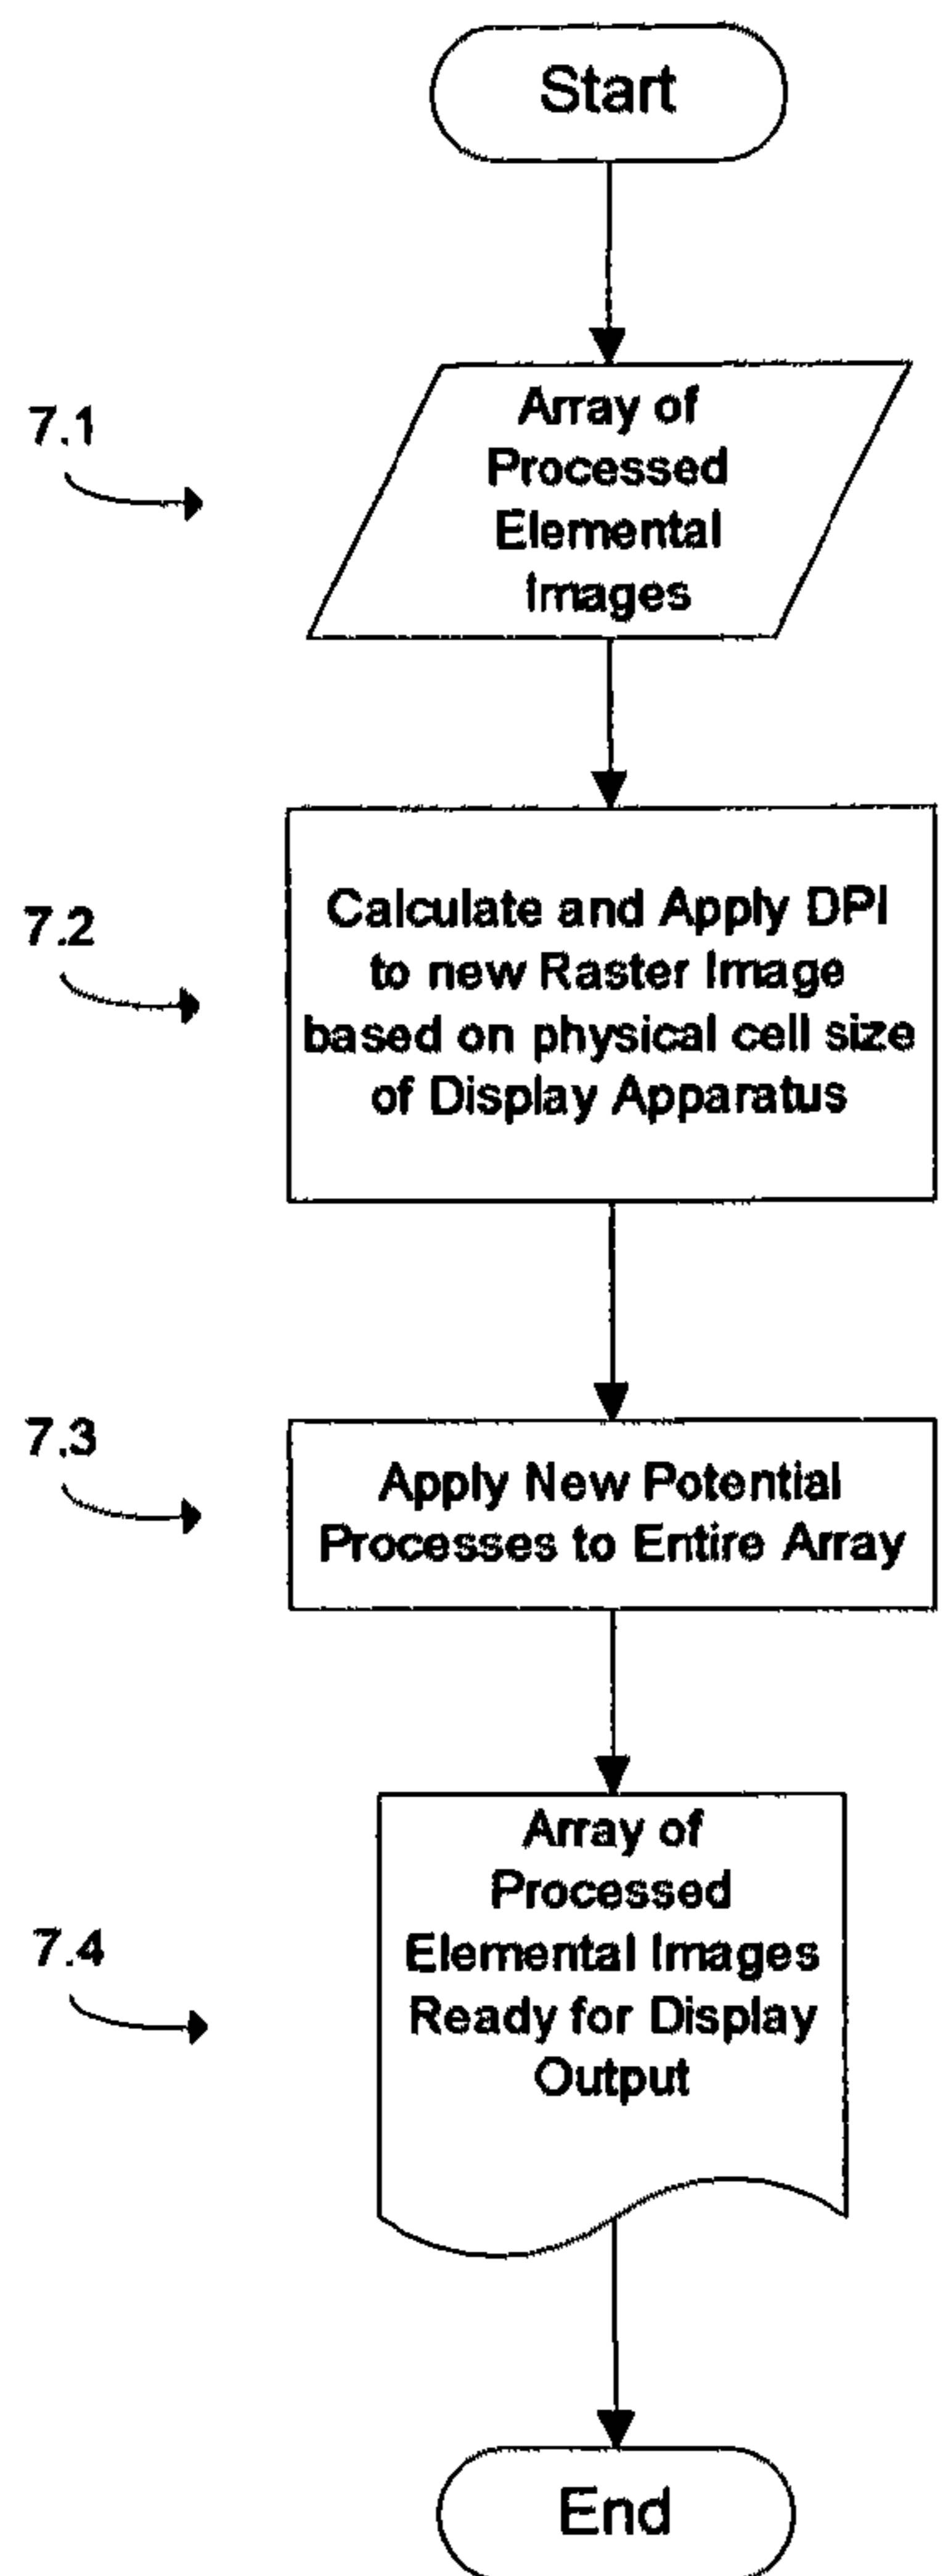 Start
7.1
Array of
Processed
Elemental
Images
7.2
Calculate and Apply DPI
to new Raster Image
based on physical cell size
of Display Apparatus
7.3
Apply New Potential
Processes to Entire Array
7.4
Array of
Processed
Elemental Images
Ready for Display
Output
End